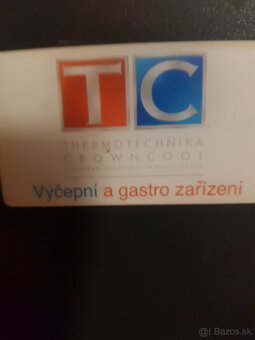 TC
THERMOTECHNIKA
CROWNCOOL
Výčepní a gastro zařízení
Bazos.sk